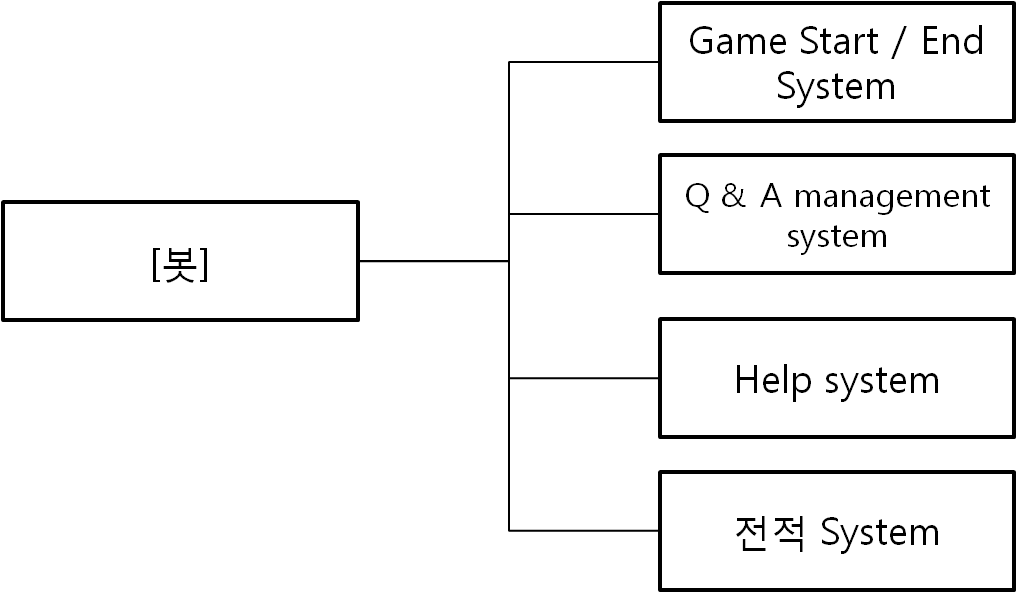 Game Start / End
System
Q & A management
system
[봇]
Help system
전적 System